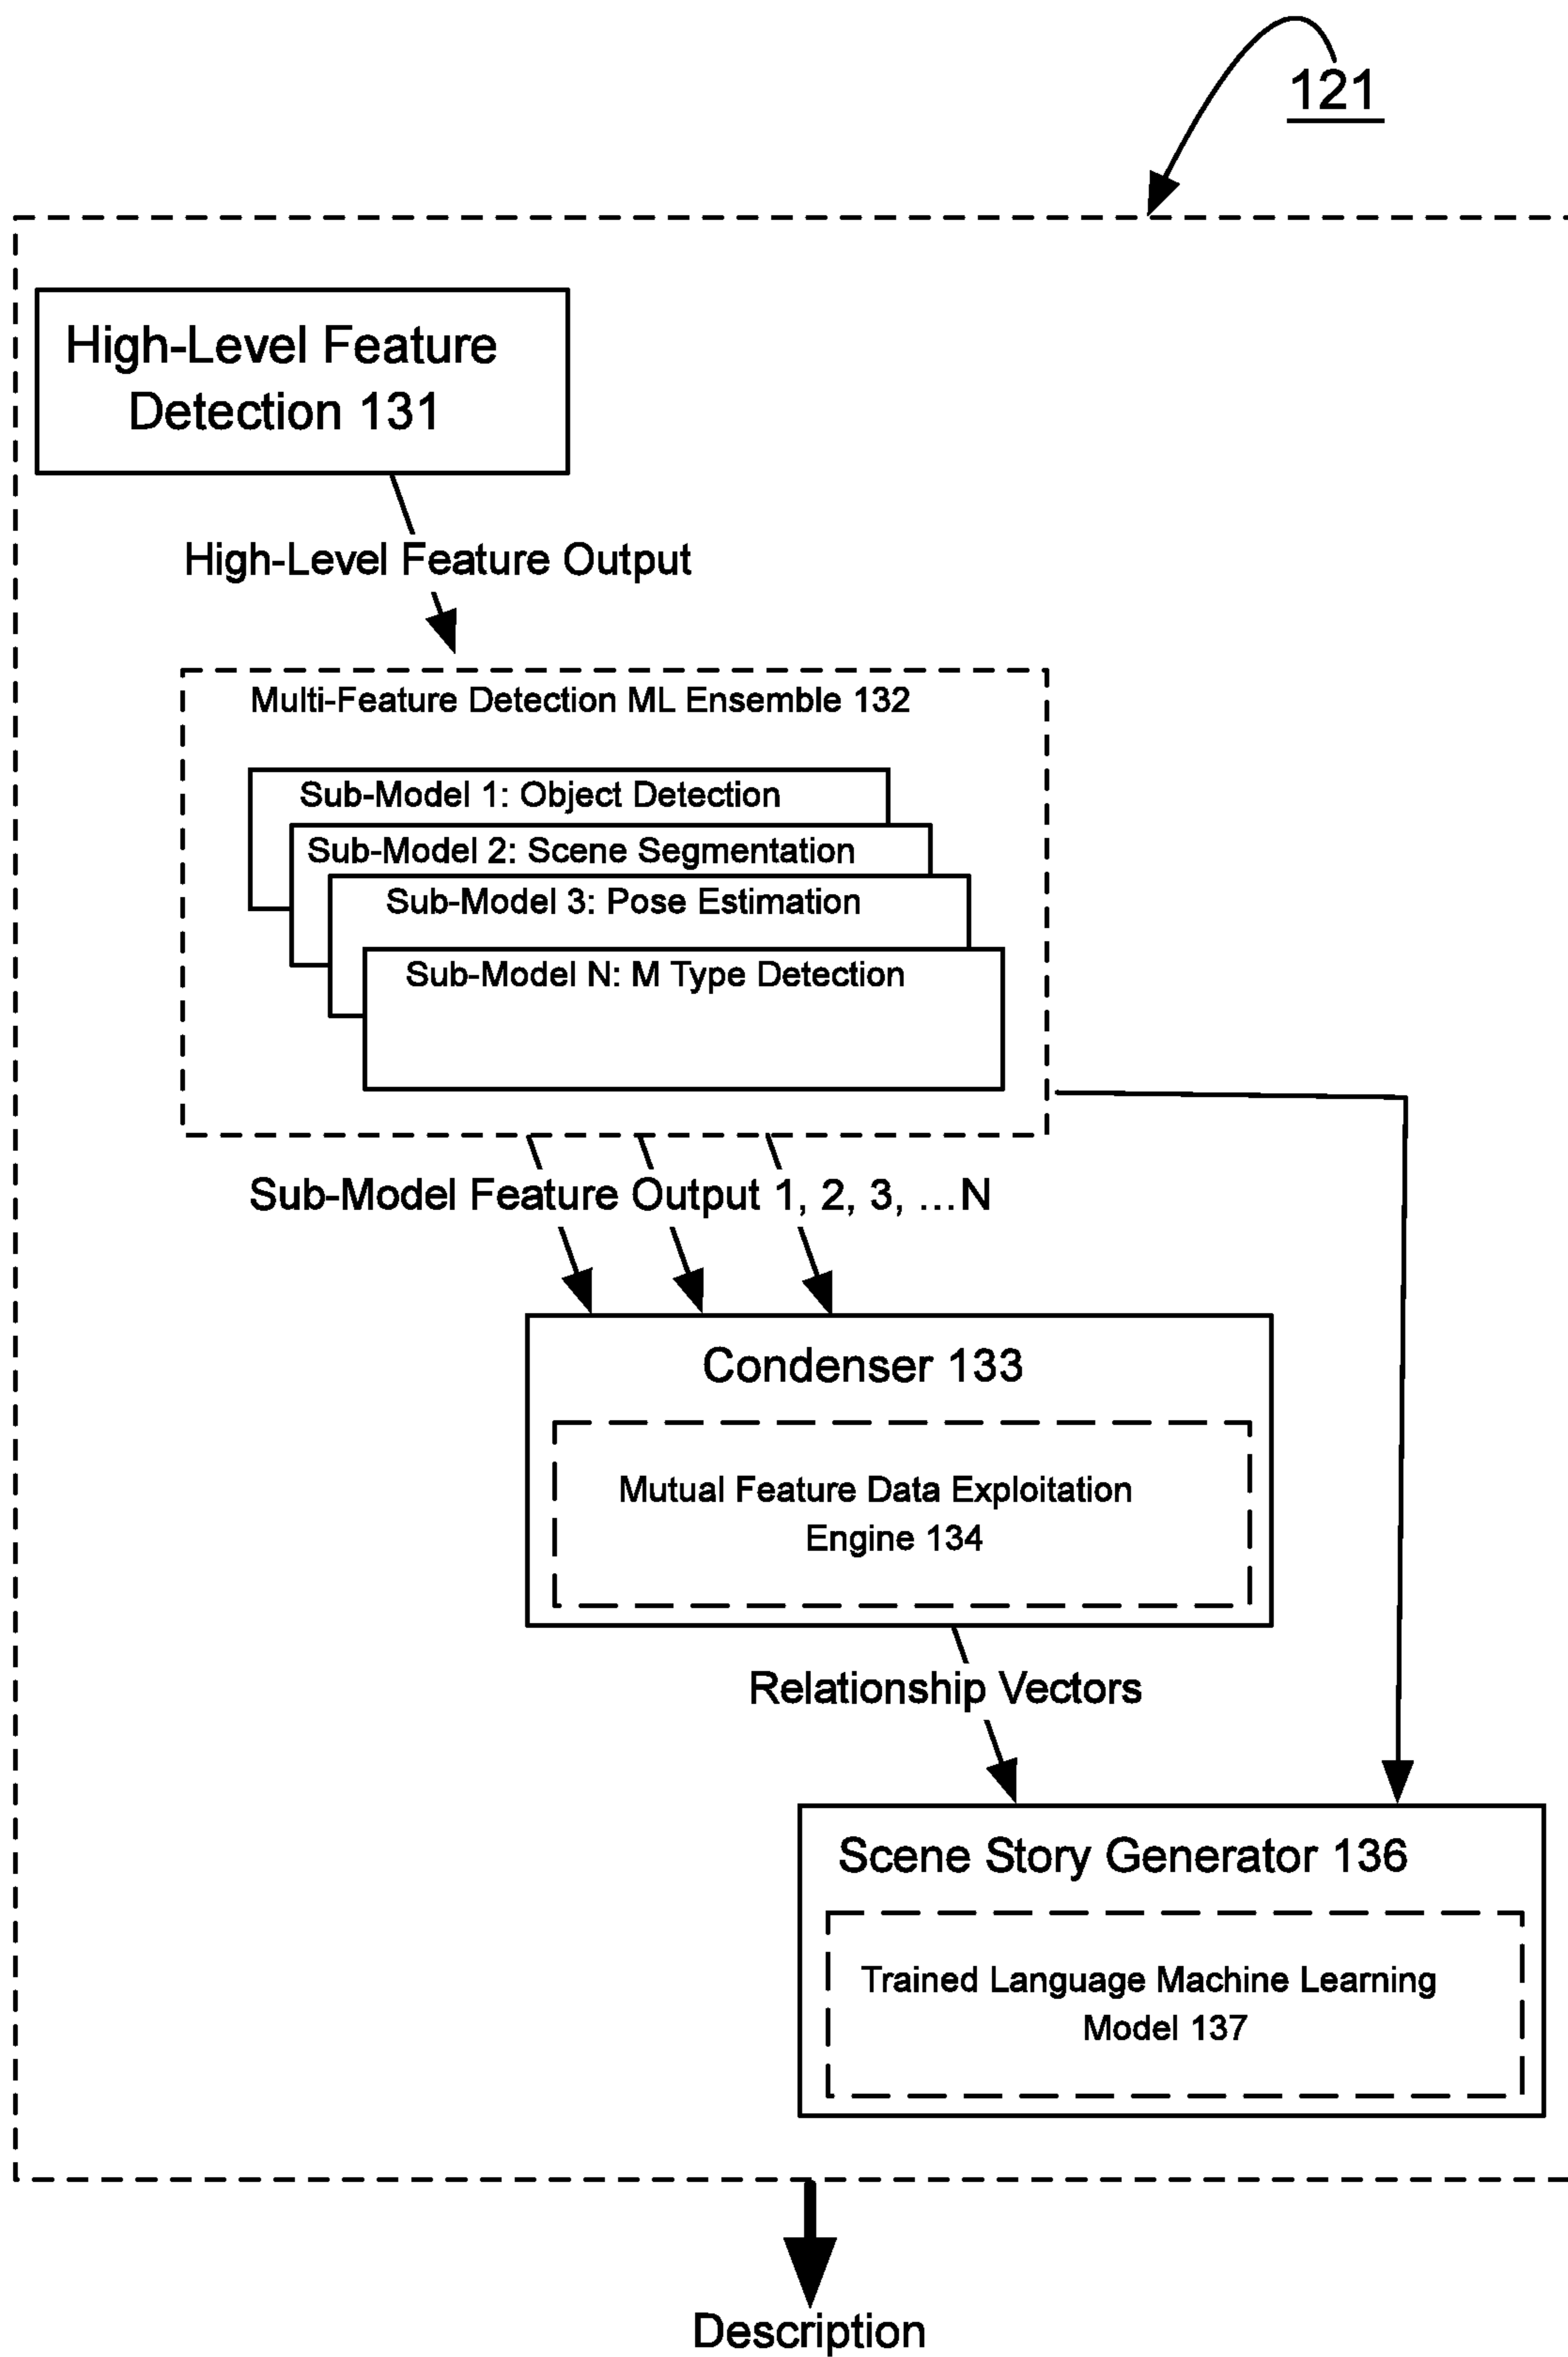 121
High-Level Feature
Detection 131
High-Level Feature Output
Multi-Feature Detection ML Ensemble 132
Sub-Model 1: Object Detection
Sub-Model 2: Scene Segmentation
Sub-Model 3: Pose Estimation
Sub-Model N: M Type Detection
Sub-Model Feature Output 1, 2, 3, ...N
Condenser 133
Mutual Feature Data Exploitation
Engine 134
Relationship Vectors
Scene Story Generator 136
Trained Language Machine Learning
Model 137
Description